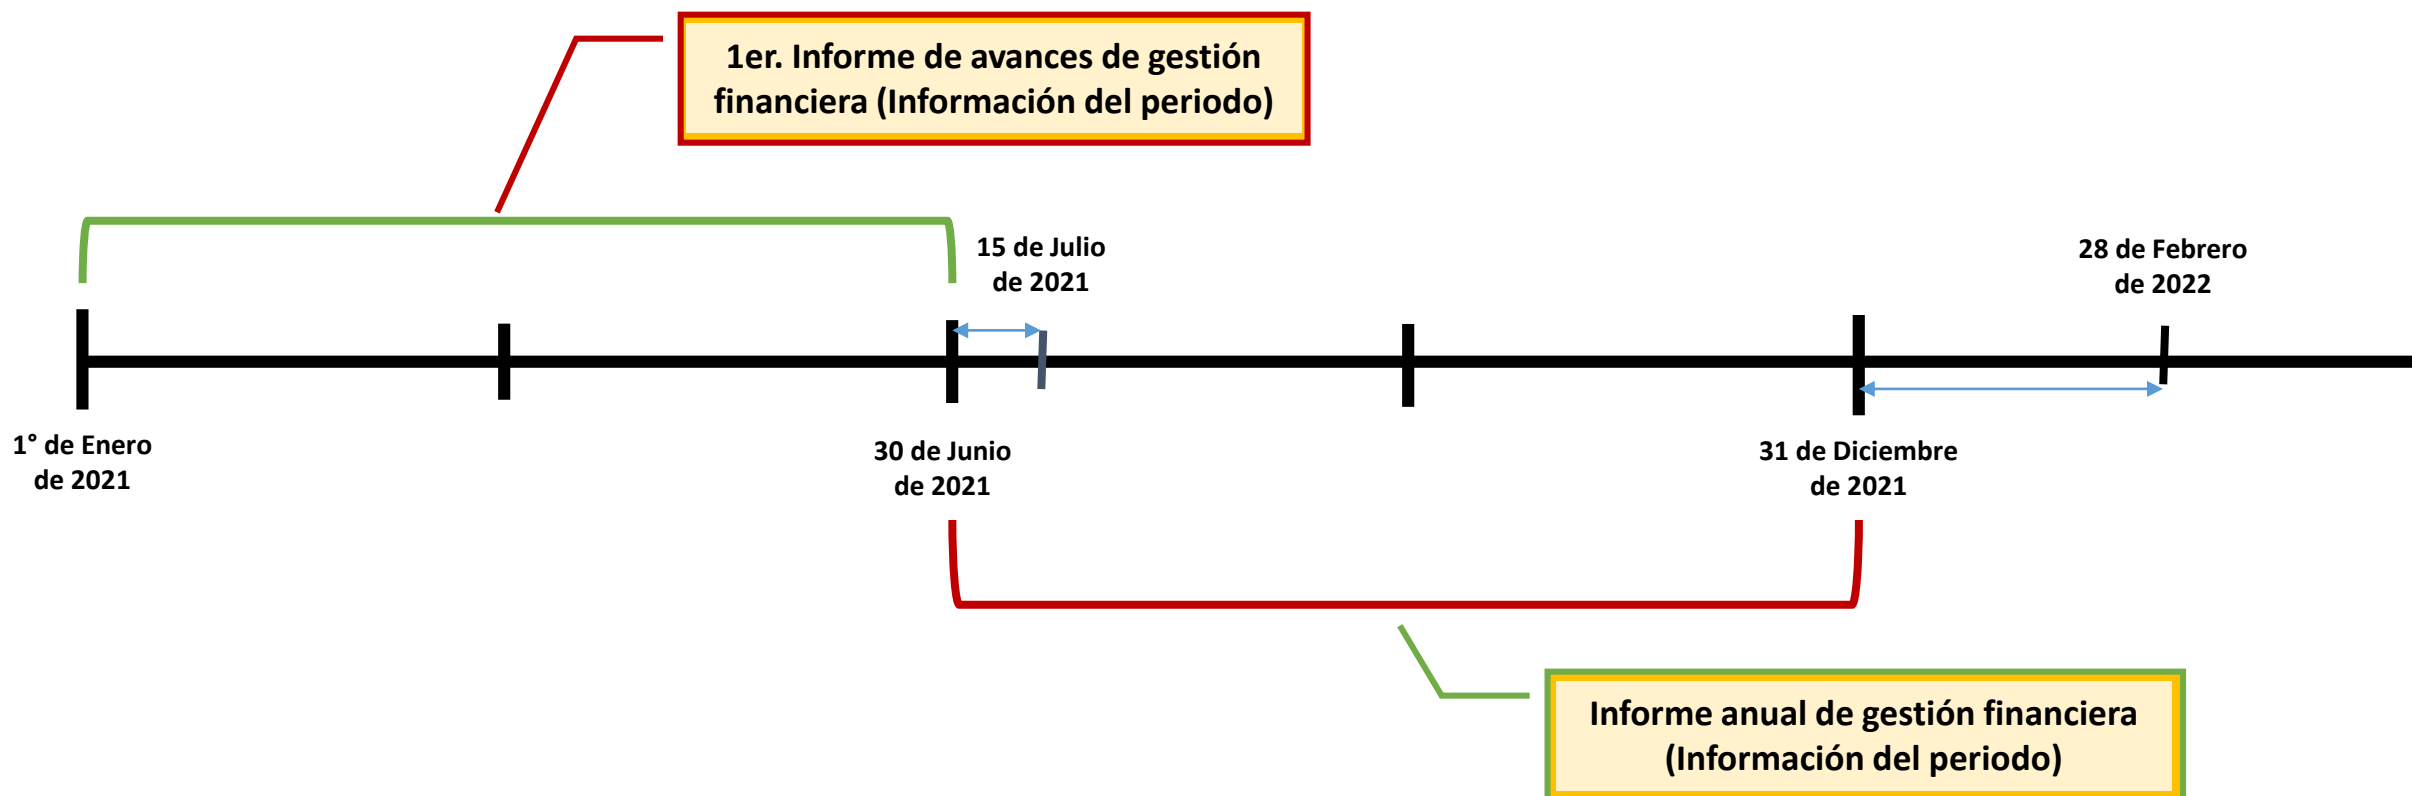 1er. Informe de avances de gestión
financiera (Información del periodo)
15 de Julio
de 2021
28 de Febrero
de 2022
1° de Enero
de 2021
30 de Junio
de 2021
31 de Diciembre
de 2021
Informe anual de gestión financiera
(Información del periodo)